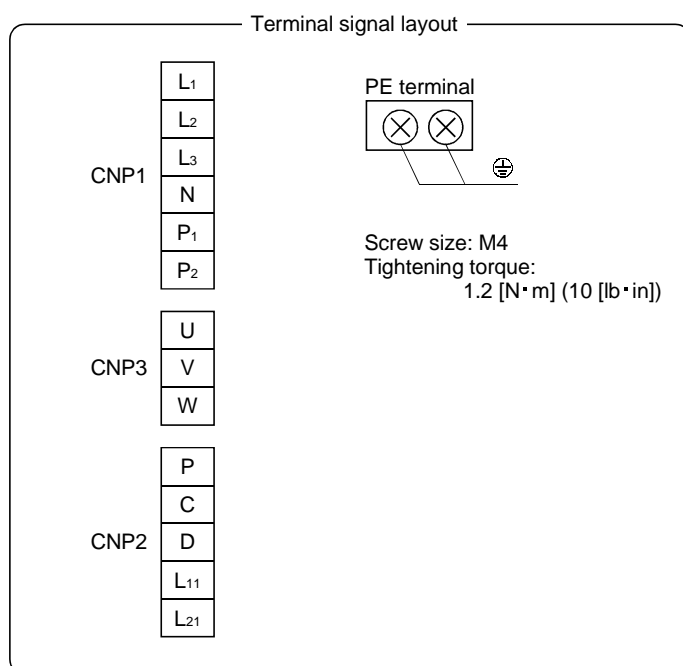 Terminal signal layout
CNP1
L1
L2
L3
N
P1
P2
CNP3
U
V
W
CNP2
P
C
D
L11
L21
PE terminal
Screw size: M4
Tightening torque:
1.2 [N・m] (10 [lb・in])